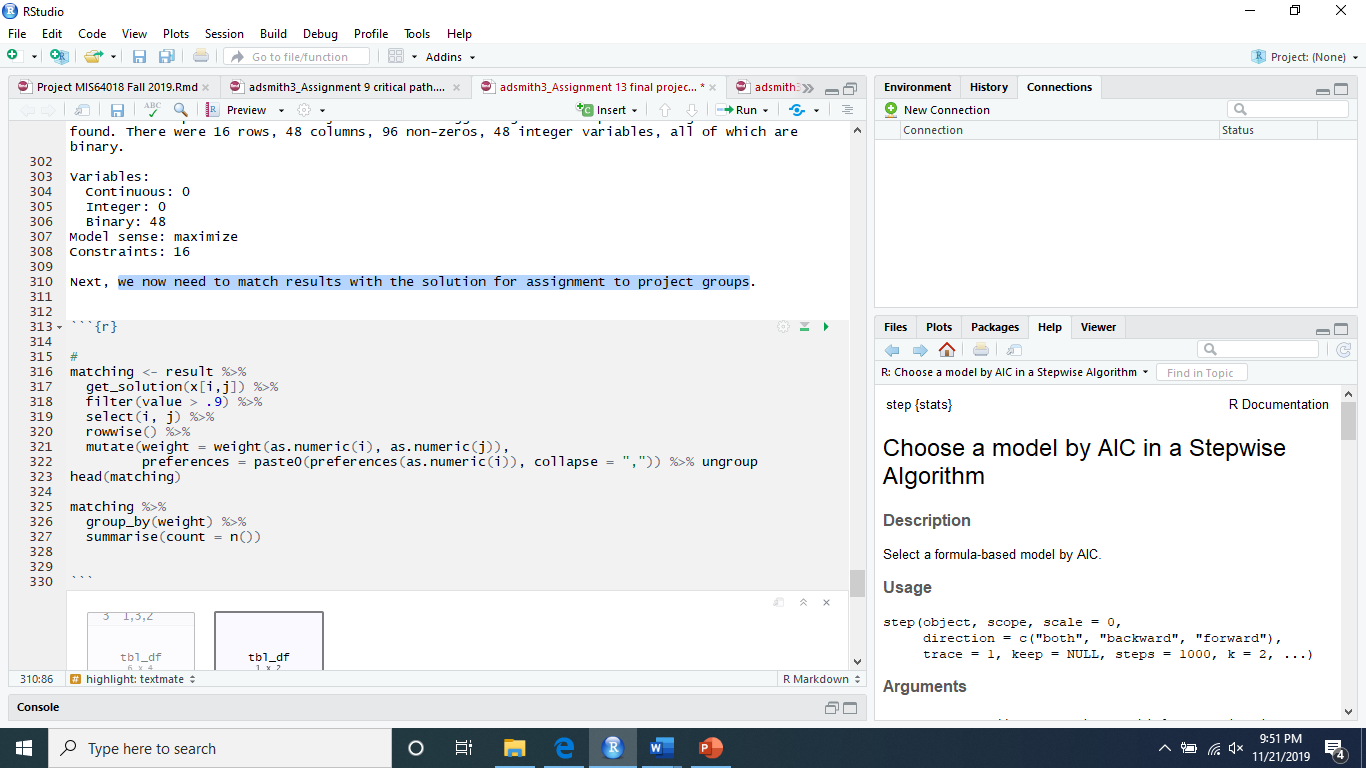 RStudio
File Edit Code View Plots Session Build Debug Profile Tools Help
Go to file/function Addins Project: (None)
Project MIS64018 Fall 2019.Rmd adsmith3_Assignment 9 critical path.... adsmith3_Assignment 13 final projec... * adsmith3
ABC Preview Insert Run
found. There were 16 rows, 48 columns, 96 non-zeros, 48 integer variables, all of which are
binary.
302
303 Variables:
304 Continuous: 0
305 Integer: 0
306 Binary: 48
307 Model sense: maximize
308 Constraints: 16
309
310 Next, we now need to match results with the solution for assignment to project groups.
311
312
313 ```{r}
314
315 #
316 matching <- result %>%
317 get_solution(x[i,j]) %>%
318 filter(value > .9) %>%
319 select(i, j) %>%
320 rowwise() %>%
321 mutate(weight = weight(as.numeric(i), as.numeric(j)),
322 preferences = paste0(preferences(as.numeric(i)), collapse = ",")) %>% ungroup
323 head(matching)
324
325 matching %>%
326 group_by(weight) %>%
327 summarise(count = n())
328
329
330 ```
3 1,3,2
tbl_df tbl_df
310:86 # highlight: textmate R Markdown
Console
Environment History Connections
New Connection
Connection Status
Files Plots Packages Help Viewer
R: Choose a model by AIC in a Stepwise Algorithm Find in Topic
step {stats} R Documentation
Choose a model by AIC in a Stepwise
Algorithm
Description
Select a formula-based model by AIC.
Usage
step(object, scope, scale = 0,
direction = c("both", "backward", "forward"),
trace = 1, keep = NULL, steps = 1000, k = 2, ...)
Arguments
Type here to search
9:51 PM
11/21/2019
4